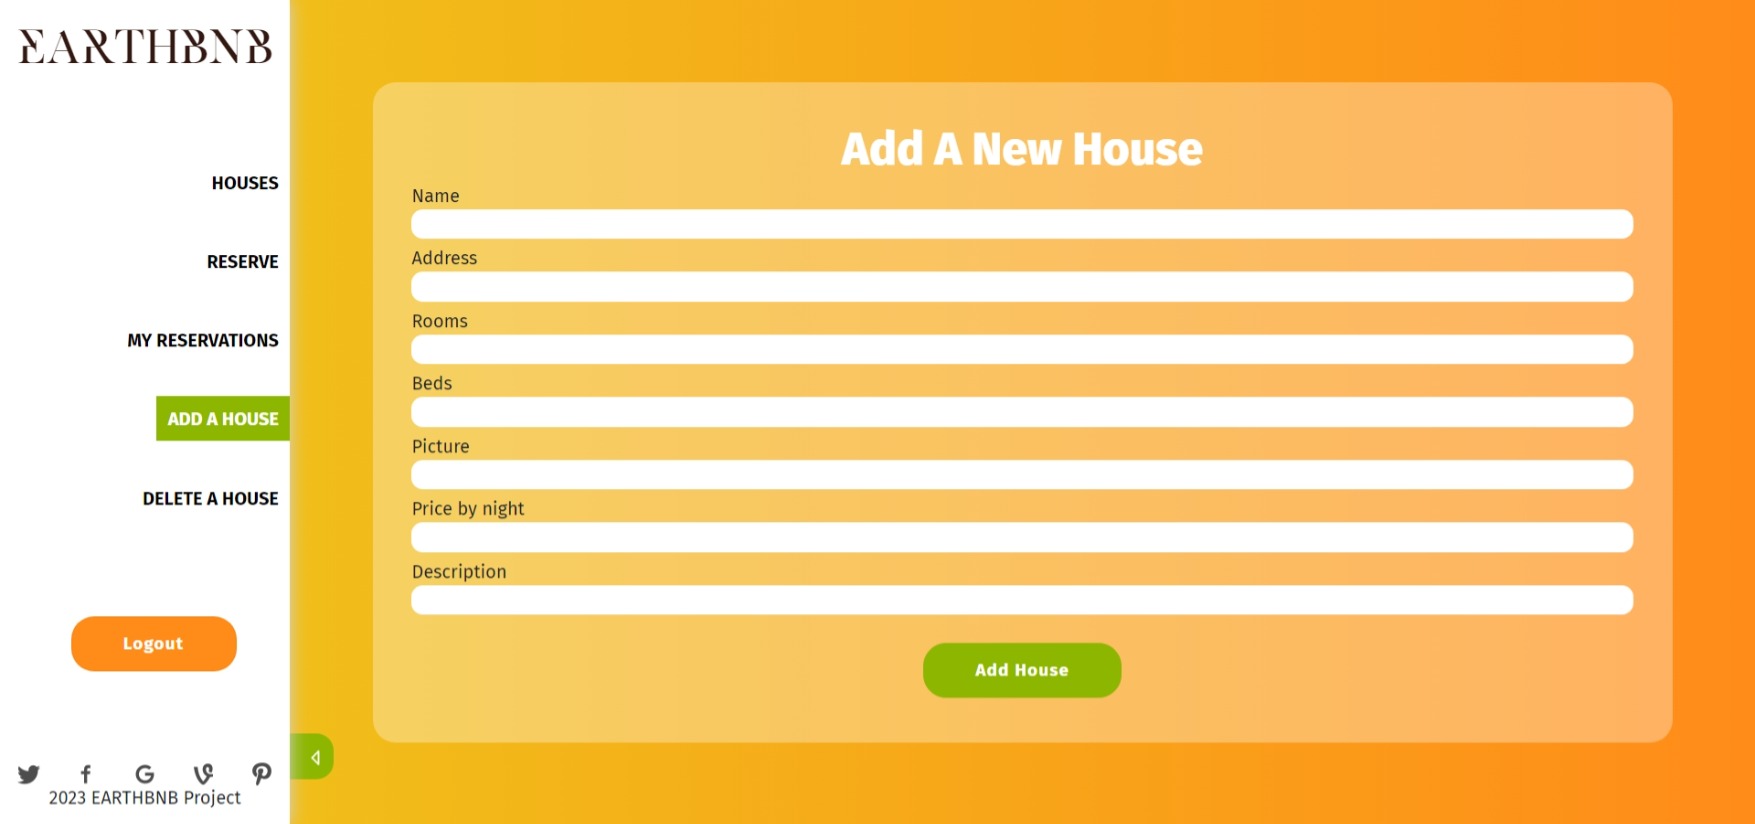 EARTHBNB
HOUSES
RESERVE
MY RESERVATIONS
ADD A HOUSE
DELETE A HOUSE
Logout
2023 EARTHBNB Project
Add A New House
Name
Address
Rooms
Beds
Picture
Price by night
Description
Add House